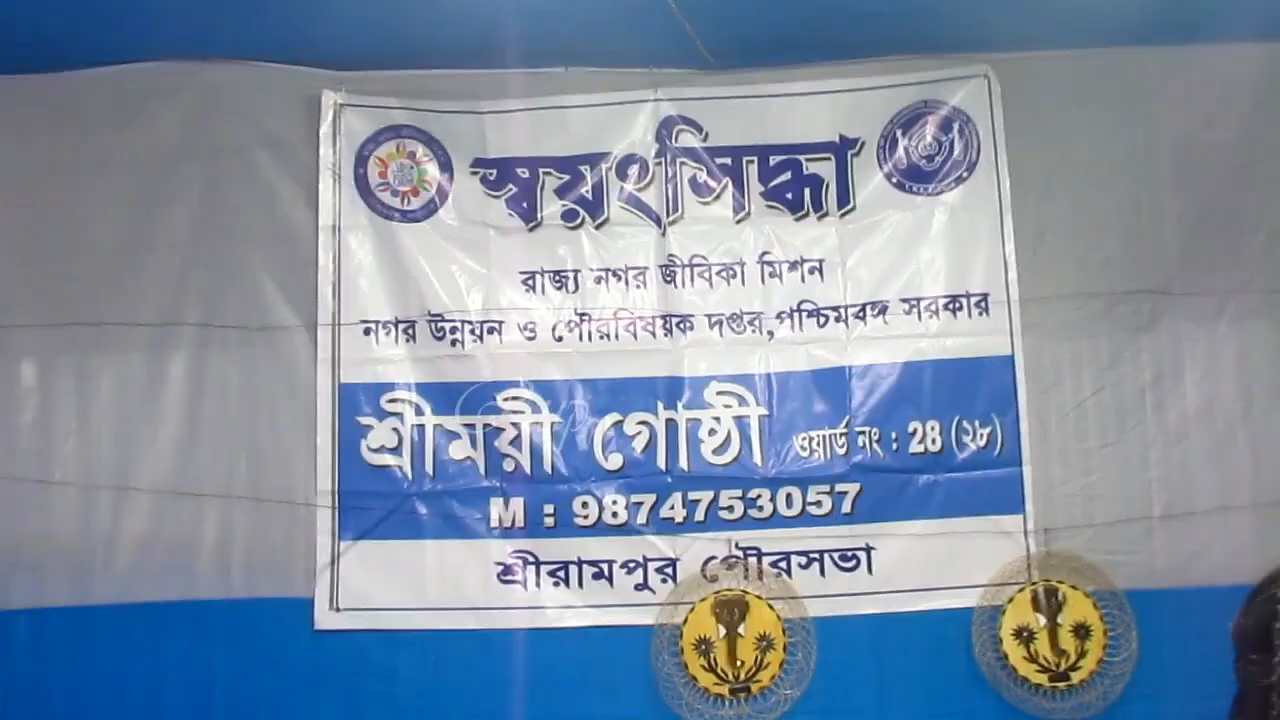 স্বয়ংসিদ্ধা
রাজ্য নগর জীবিকা মিশন
নগর উন্নয়ন ও পৌরবিষয়ক দপ্তর,পশ্চিমবঙ্গ সরকার
শ্রীময়ী গোষ্ঠী ওয়ার্ড নং : 28 (২৮)
M : 9874753057
শ্রীরামপুর পৌরসভা